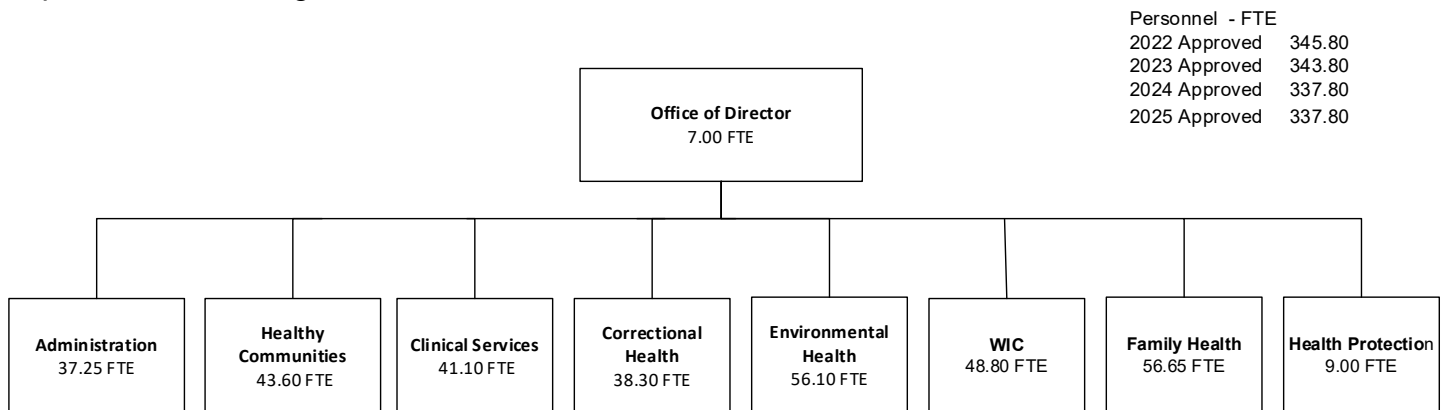 Personnel - FTE
2022 Approved 345.80
2023 Approved 343.80
2024 Approved 337.80
2025 Approved 337.80
Office of Director
7.00 FTE
Administration
37.25 FTE
Healthy
Communities
43.60 FTE
Clinical Services
41.10 FTE
Correctional
Health
38.30 FTE
Environmental
Health
56.10 FTE
WIC
48.80 FTE
Family Health
56.65 FTE
Health Protection
9.00 FTE